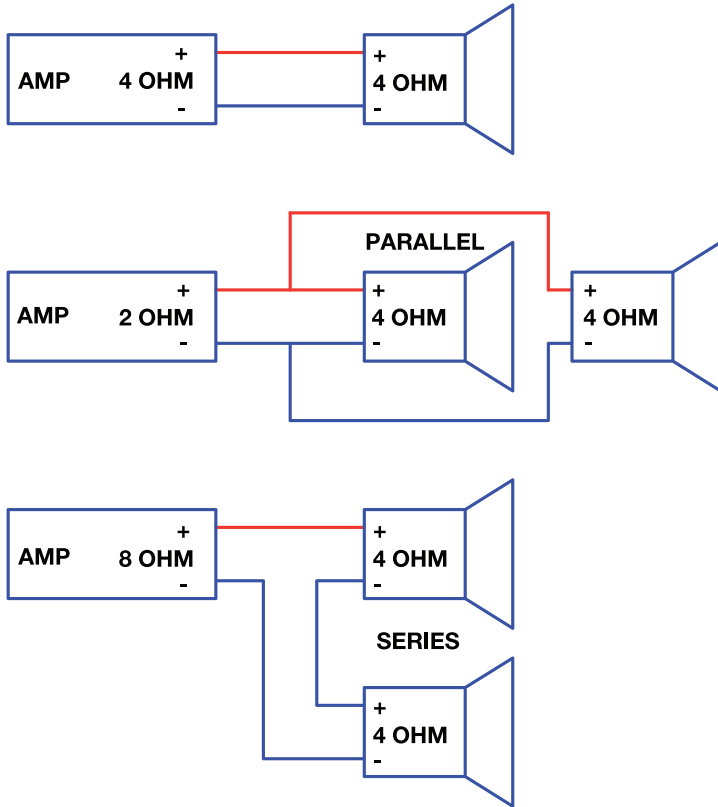 + +
AMP 4 OHM 4 OHM
- -
PARALLEL
+ + +
AMP 2 OHM 4 OHM 4 OHM
- - -
+ +
AMP 8 OHM 4 OHM
- -
SERIES
+
4 OHM
-